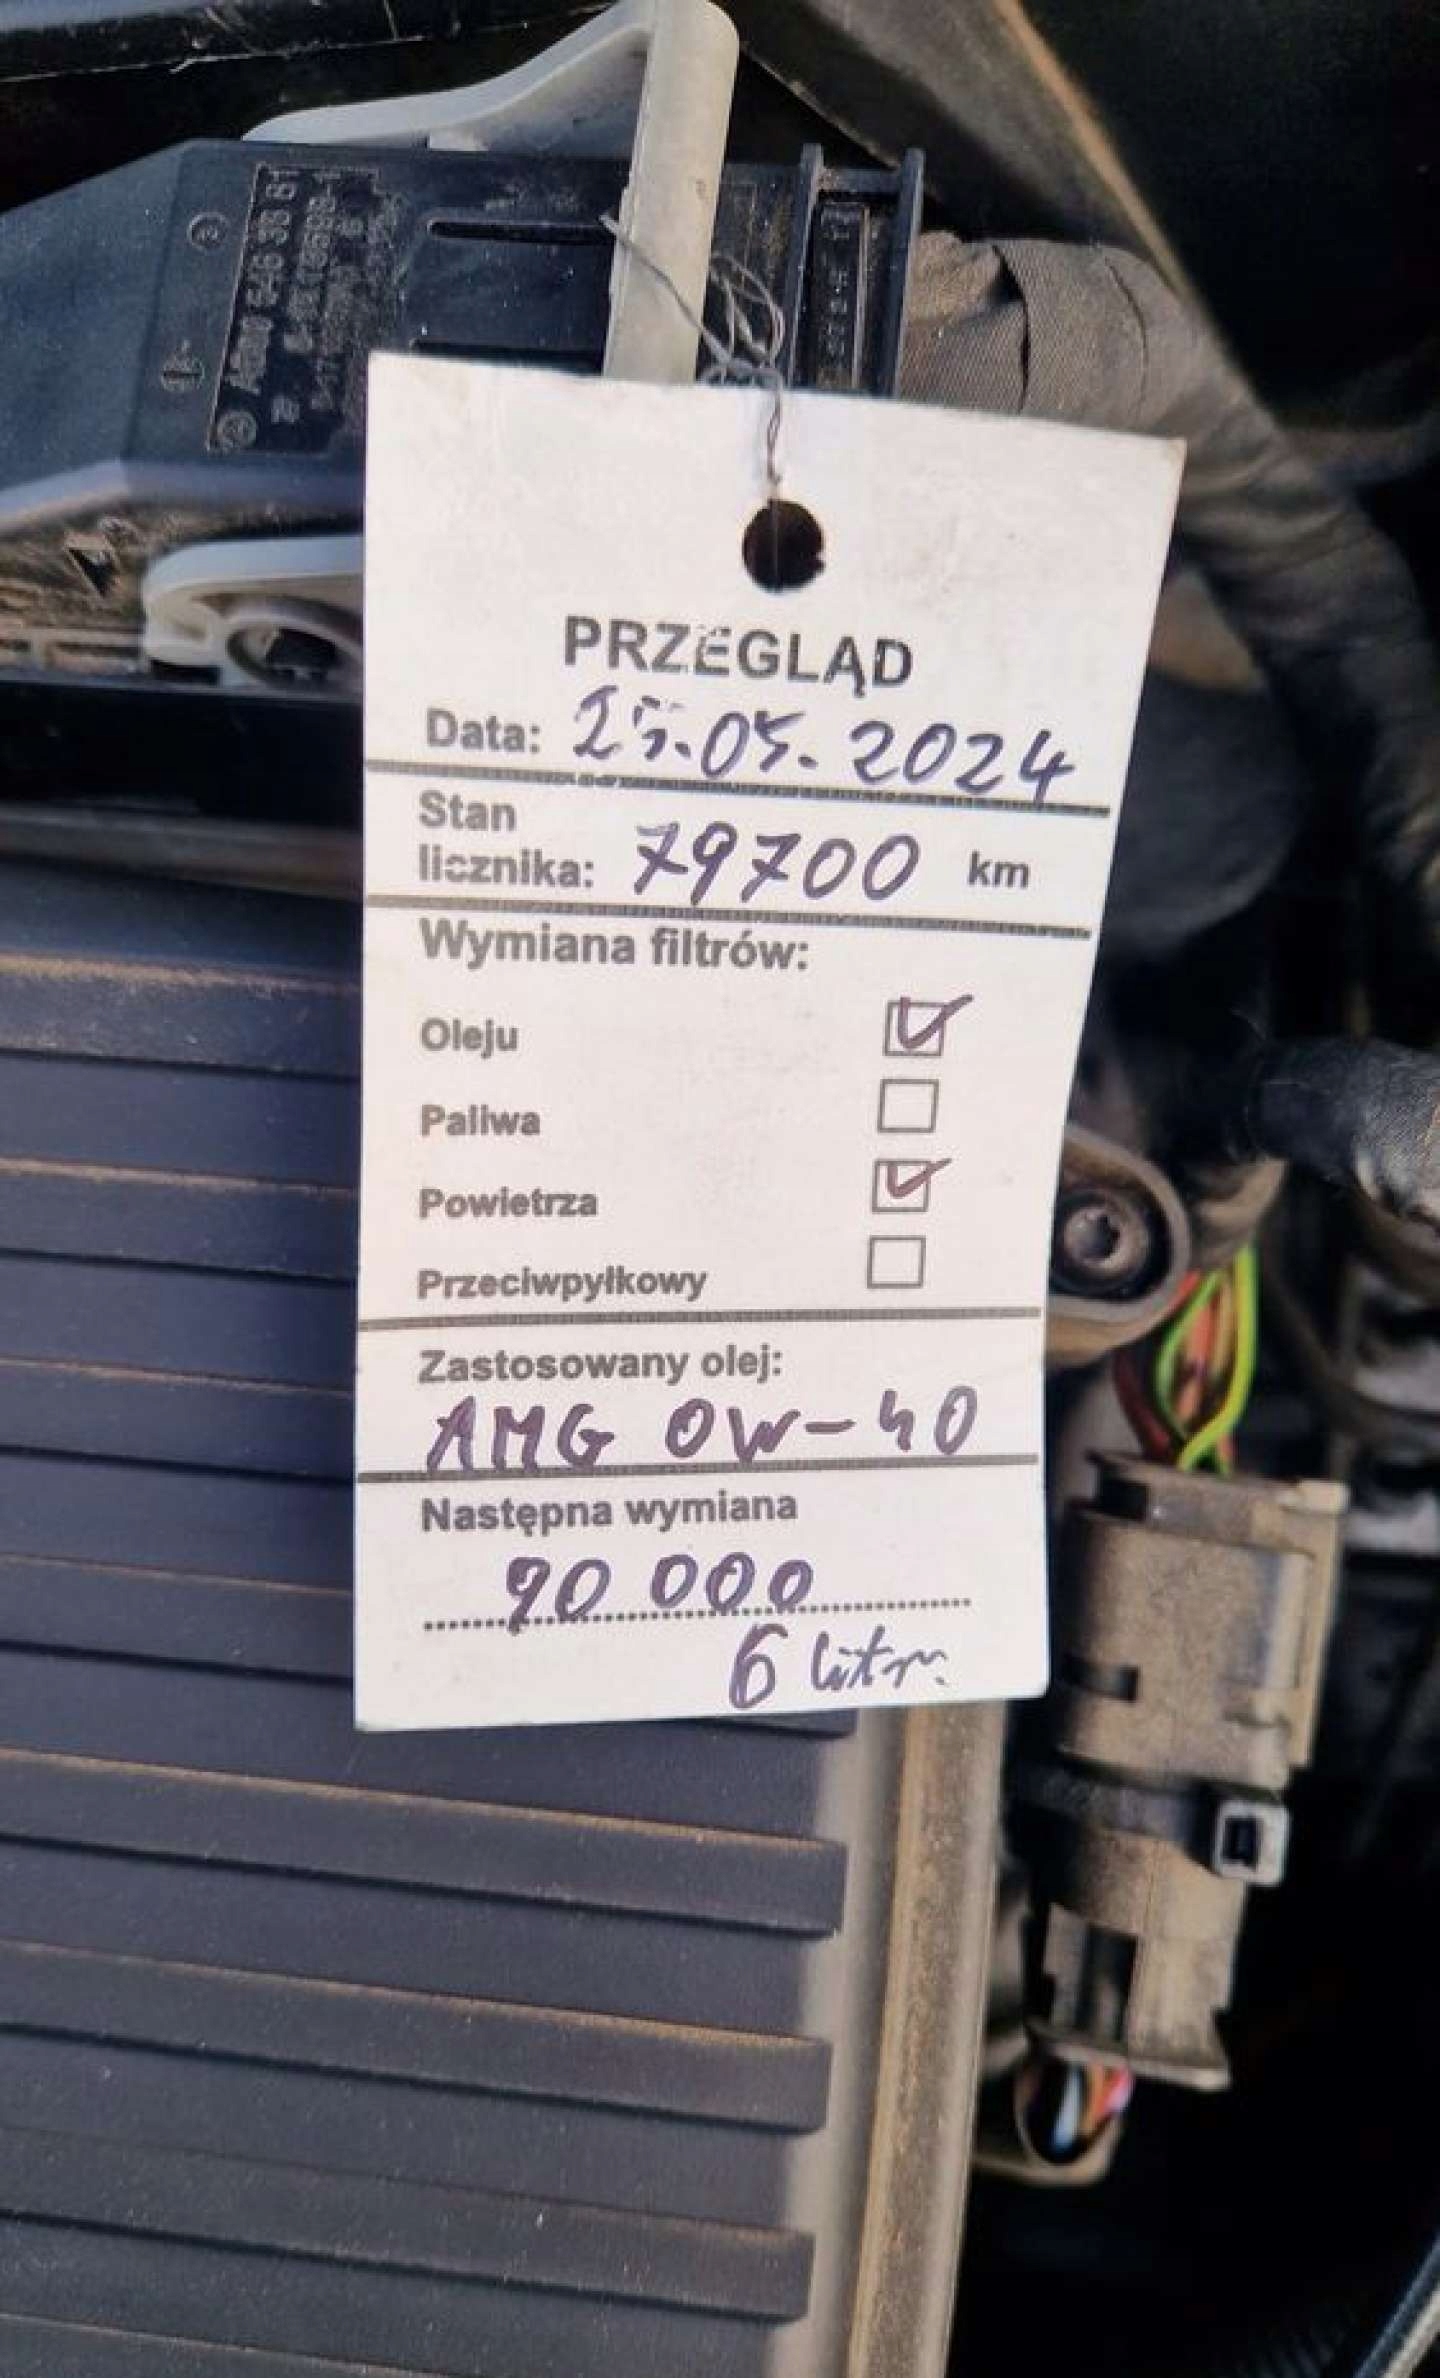 PRZEGLĄD
Data: 25.05.2024
Stan
licznika: 79700 km
Wymiana filtrów:
Oleju
Paliwa
Powietrza
Przeciwpyłkowy
Zastosowany olej:
AMG 0W-40
Następna wymiana
90 000
6 litr.